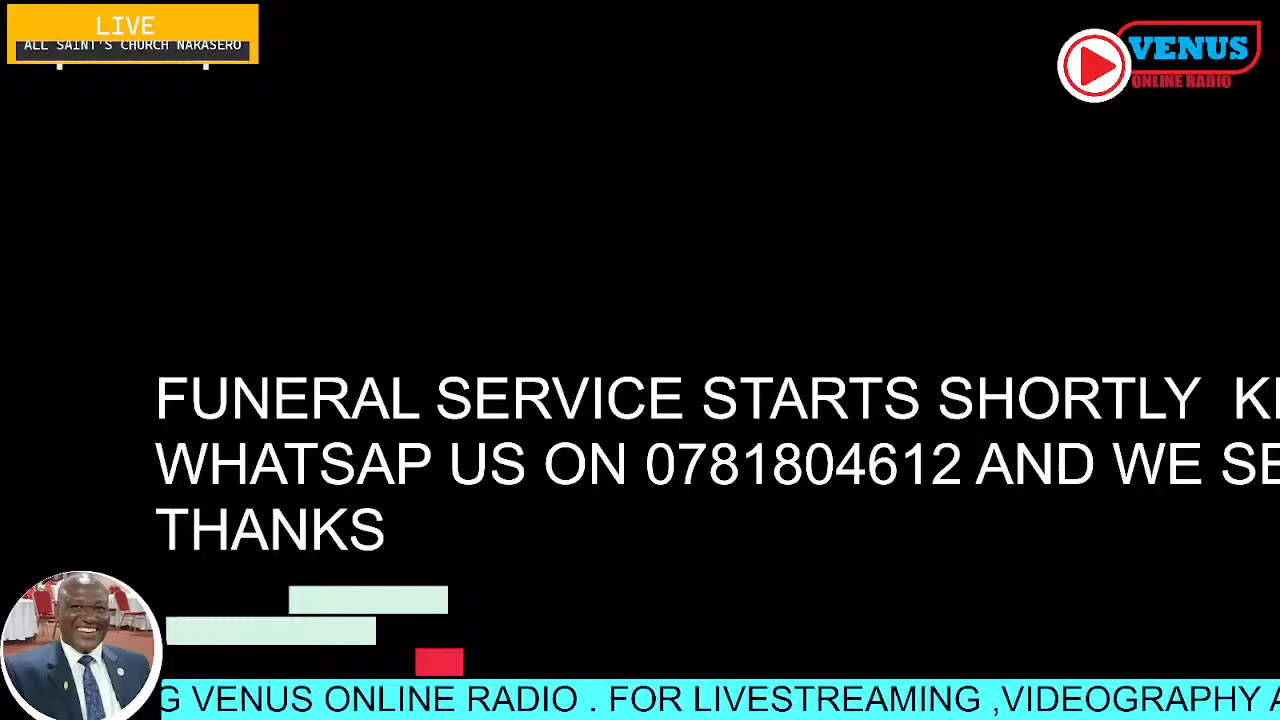 LIVE
ALL SAINT'S CHURCH NAKASERO
VENUS
ONLINE RADIO
FUNERAL SERVICE STARTS SHORTLY
WHATSAP US ON 0781804612 AND WE
THANKS
G VENUS ONLINE RADIO . FOR LIVESTREAMING ,VIDEOGRAPHY